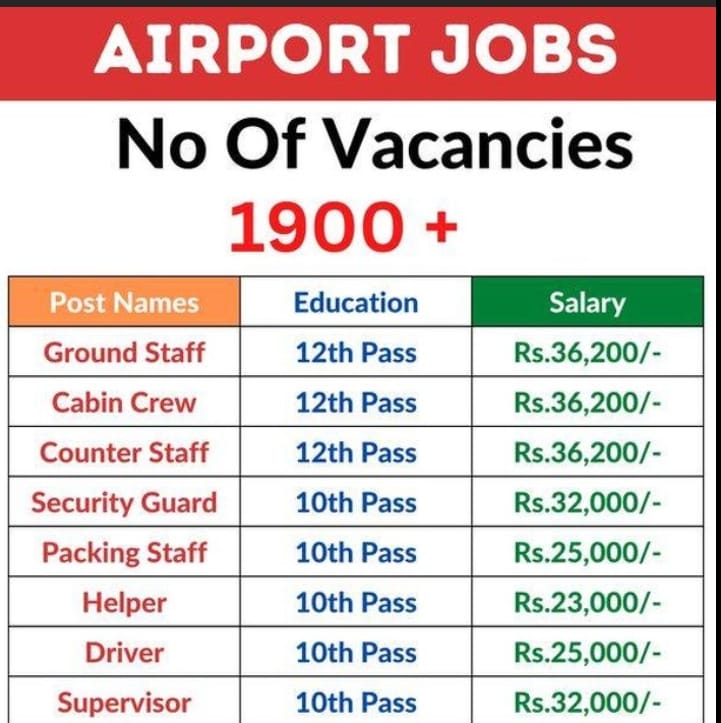 AIRPORT JOBS
No Of Vacancies
1900 +
Post Names Education Salary
Ground Staff 12th Pass Rs.36,200/-
Cabin Crew 12th Pass Rs.36,200/-
Counter Staff 12th Pass Rs.36,200/-
Security Guard 10th Pass Rs.32,000/-
Packing Staff 10th Pass Rs.25,000/-
Helper 10th Pass Rs.23,000/-
Driver 10th Pass Rs.25,000/-
Supervisor 10th Pass Rs.32,000/-